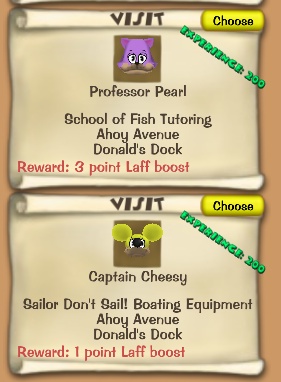 VISIT
Choose
EXPERIENCE: 200
Professor Pearl
School of Fish Tutoring
Ahoy Avenue
Donald's Dock
Reward: 3 point Laff boost
VISIT
Choose
EXPERIENCE: 200
Captain Cheesy
Sailor Don't Sail! Boating Equipment
Ahoy Avenue
Donald's Dock
Reward: 1 point Laff boost